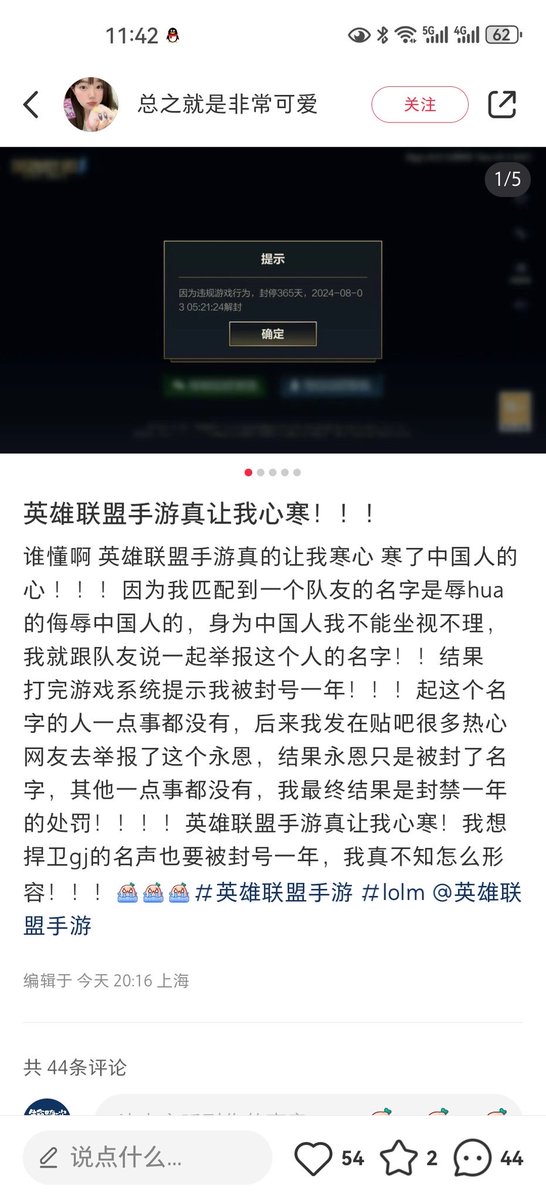 11:42
5G 4G 62
总之就是非常可爱
关注
1/5
提示
因为违规游戏行为，封停365天，2024-08-0
3 05:21:24解封
确定
英雄联盟手游真让我心寒！！！
谁懂啊 英雄联盟手游真的让我寒心 寒了中国人的
心！！！！因为我匹配到一个队友的名字是辱hua
的侮辱中国人的，身为中国人我不能坐视不理，
我就跟队友说一起举报这个人的名字！！结果
打完游戏系统提示我被封号一年！！！！起这个名
字的人一点事都没有，后来我发在贴吧很多热心
网友去举报了这个永恩，结果永恩只是被封了名
字，其他一点事都没有，我最终结果是封禁一年
的处罚！！！！！英雄联盟手游真让我心寒！我想
捍卫gj的名声也要被封号一年，我真不知怎么形
容！！！#英雄联盟手游 #lolm @英雄联
盟手游
编辑于 今天 20:16 上海
共 44条评论
说点什么...
54
2
44